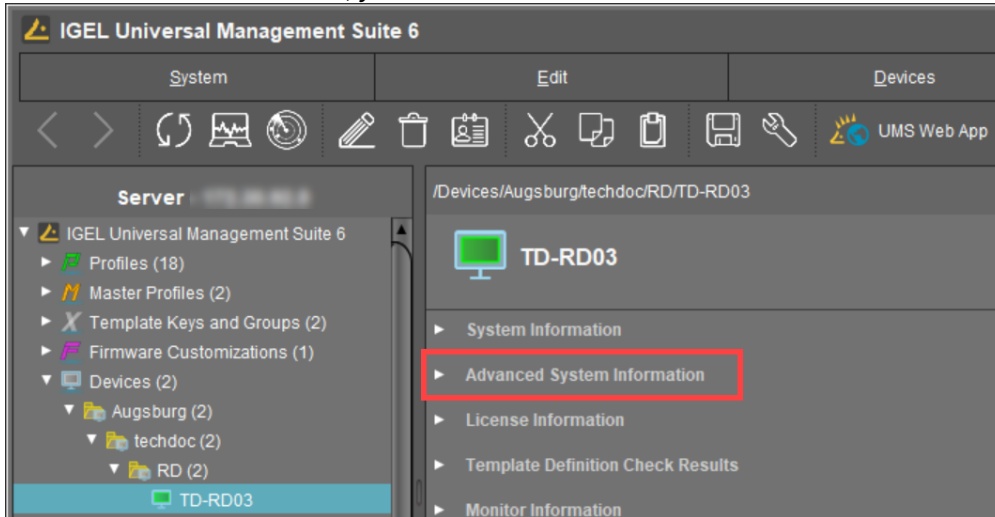 IGEL Universal Management Suite 6
System Edit Devices
UMS Web App
Server
/Devices/Augsburg/techdoc/RD/TD-RD03
IGEL Universal Management Suite 6
Profiles (18)
Master Profiles (2)
Template Keys and Groups (2)
Firmware Customizations (1)
Devices (2)
Augsburg (2)
techdoc (2)
RD (2)
TD-RD03
TD-RD03
System Information
Advanced System Information
License Information
Template Definition Check Results
Monitor Information